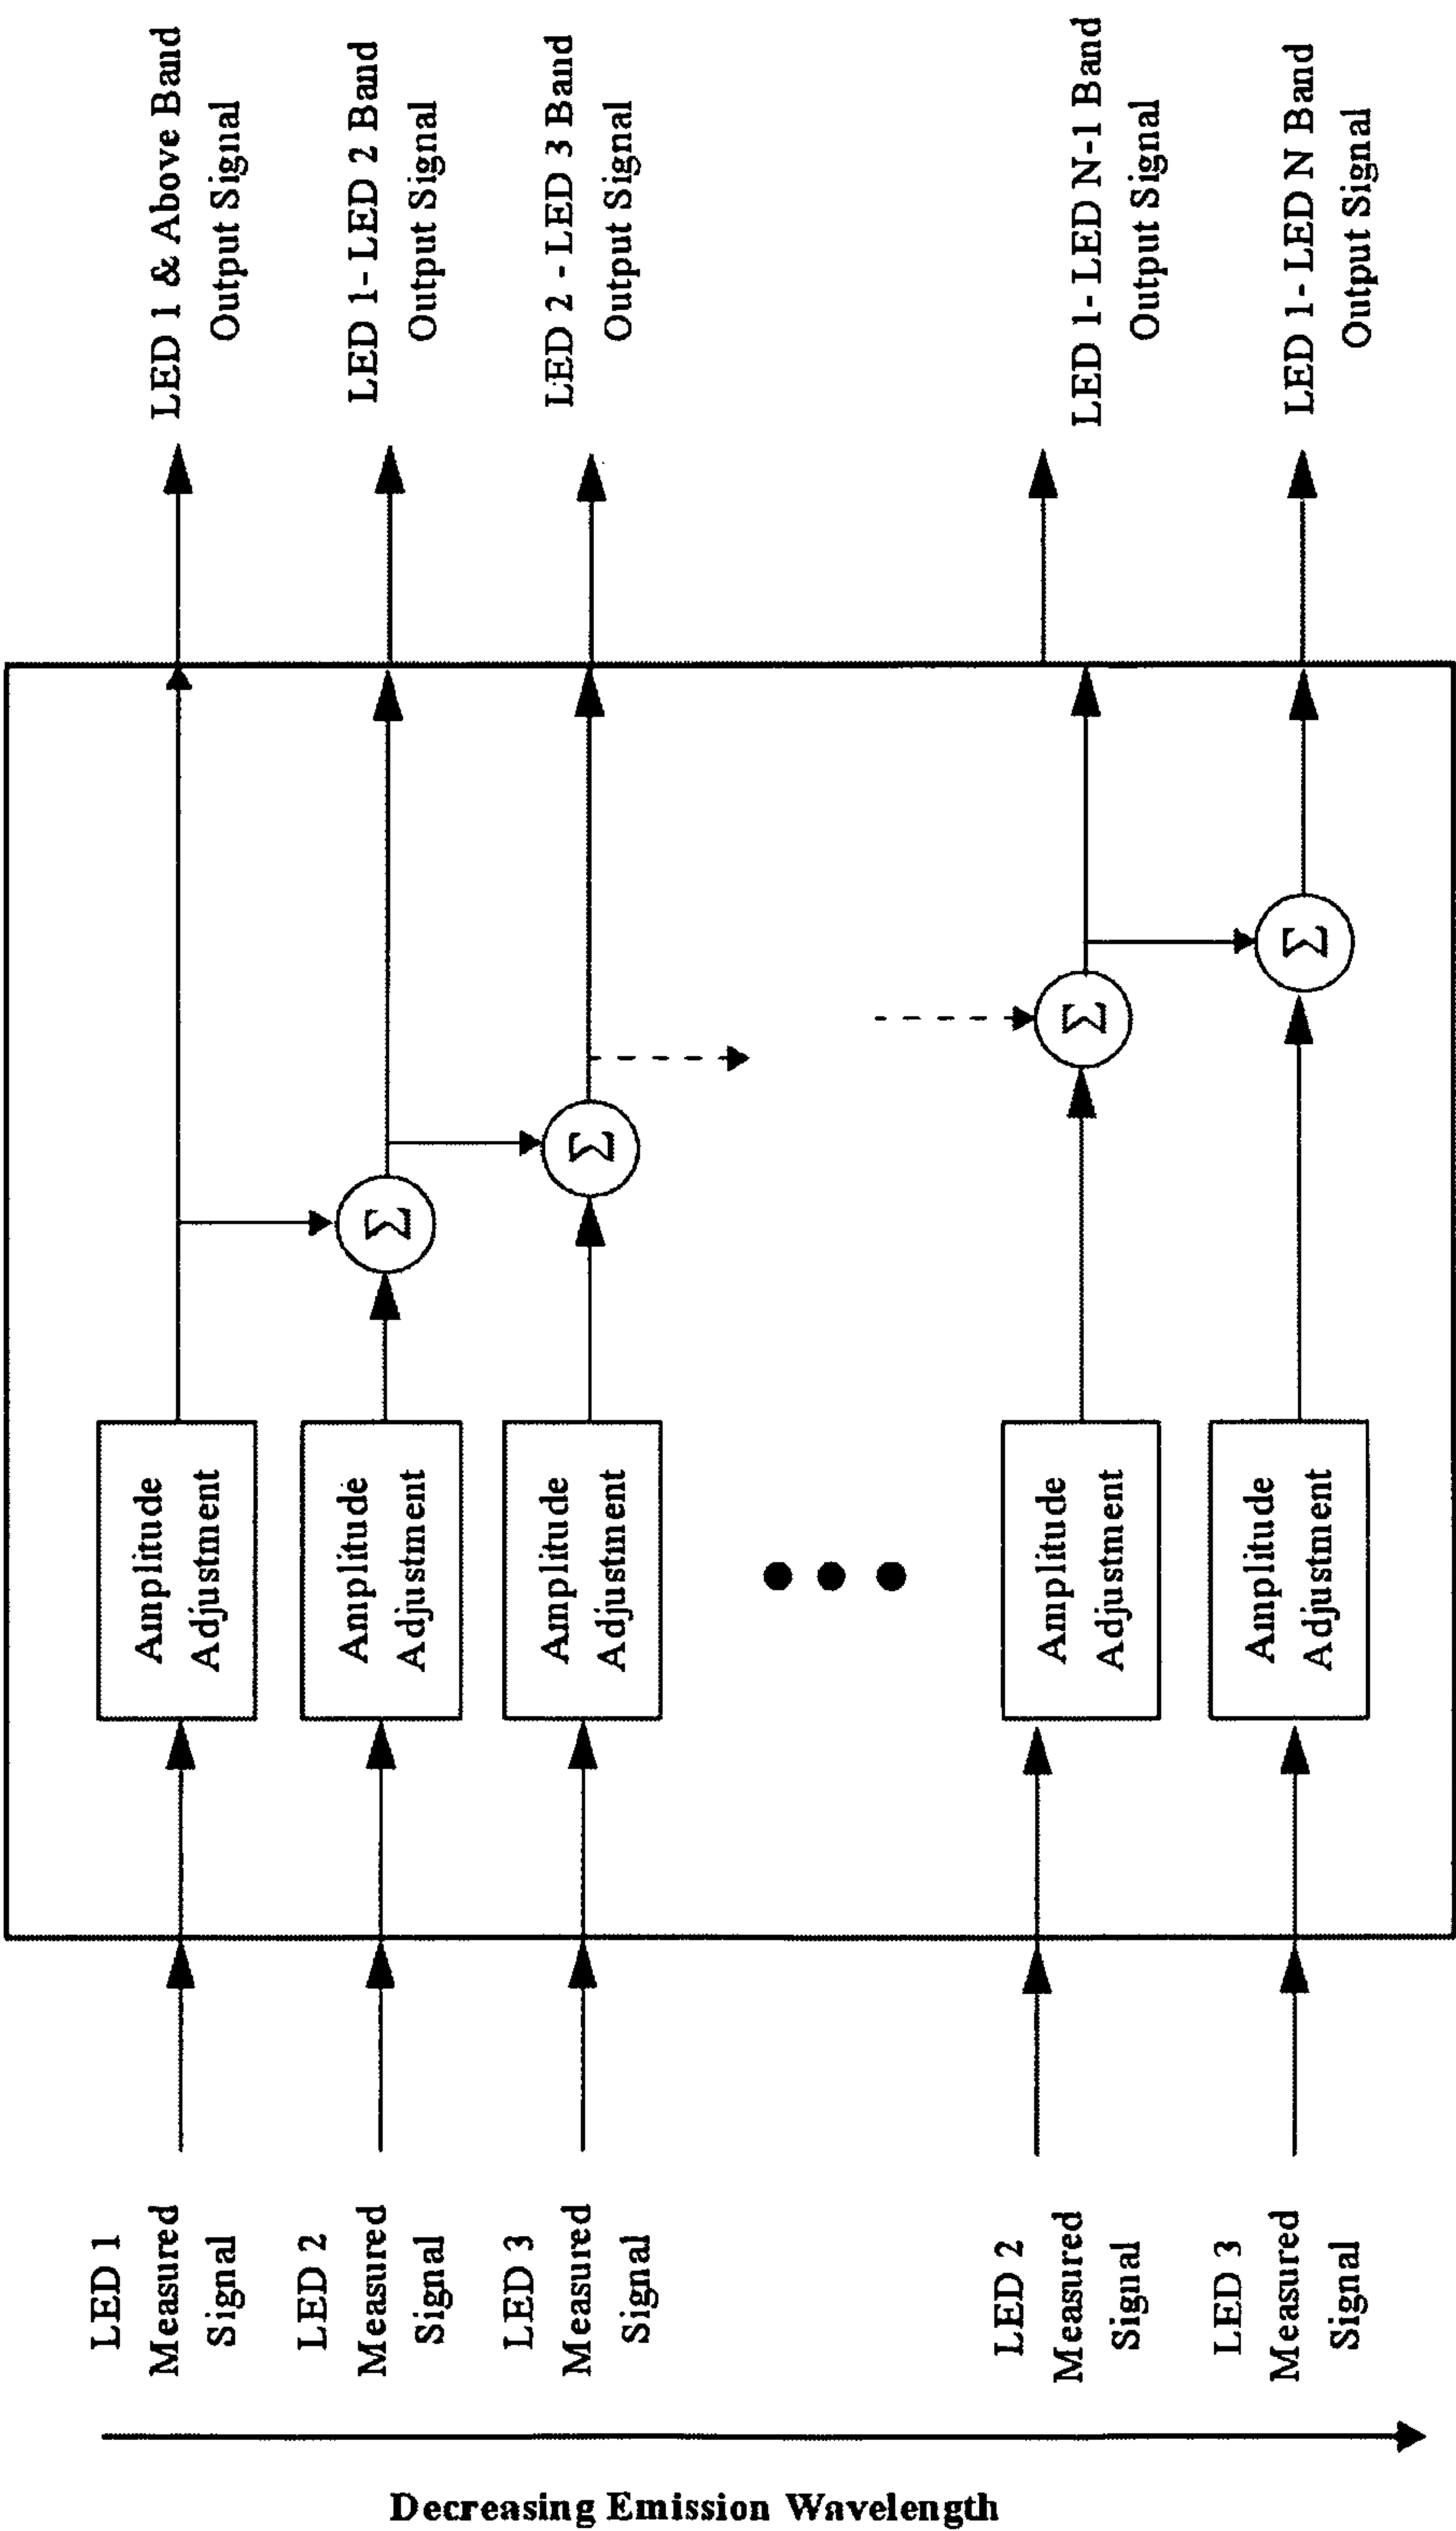 LED 1 & Above Band
Output Signal
LED 1- LED 2 Band
Output Signal
LED 2 - LED 3 Band
Output Signal
LED 1- LED N-1 Band
Output Signal
LED 1- LED N Band
Output Signal
Σ
Σ
Σ
Σ
Amplitude
Adjustment
Amplitude
Adjustment
Amplitude
Adjustment
Amplitude
Adjustment
Amplitude
Adjustment
LED 1
Measured
Signal
LED 2
Measured
Signal
LED 3
Measured
Signal
LED 2
Measured
Signal
LED 3
Measured
Signal
Decreasing Emission Wavelength